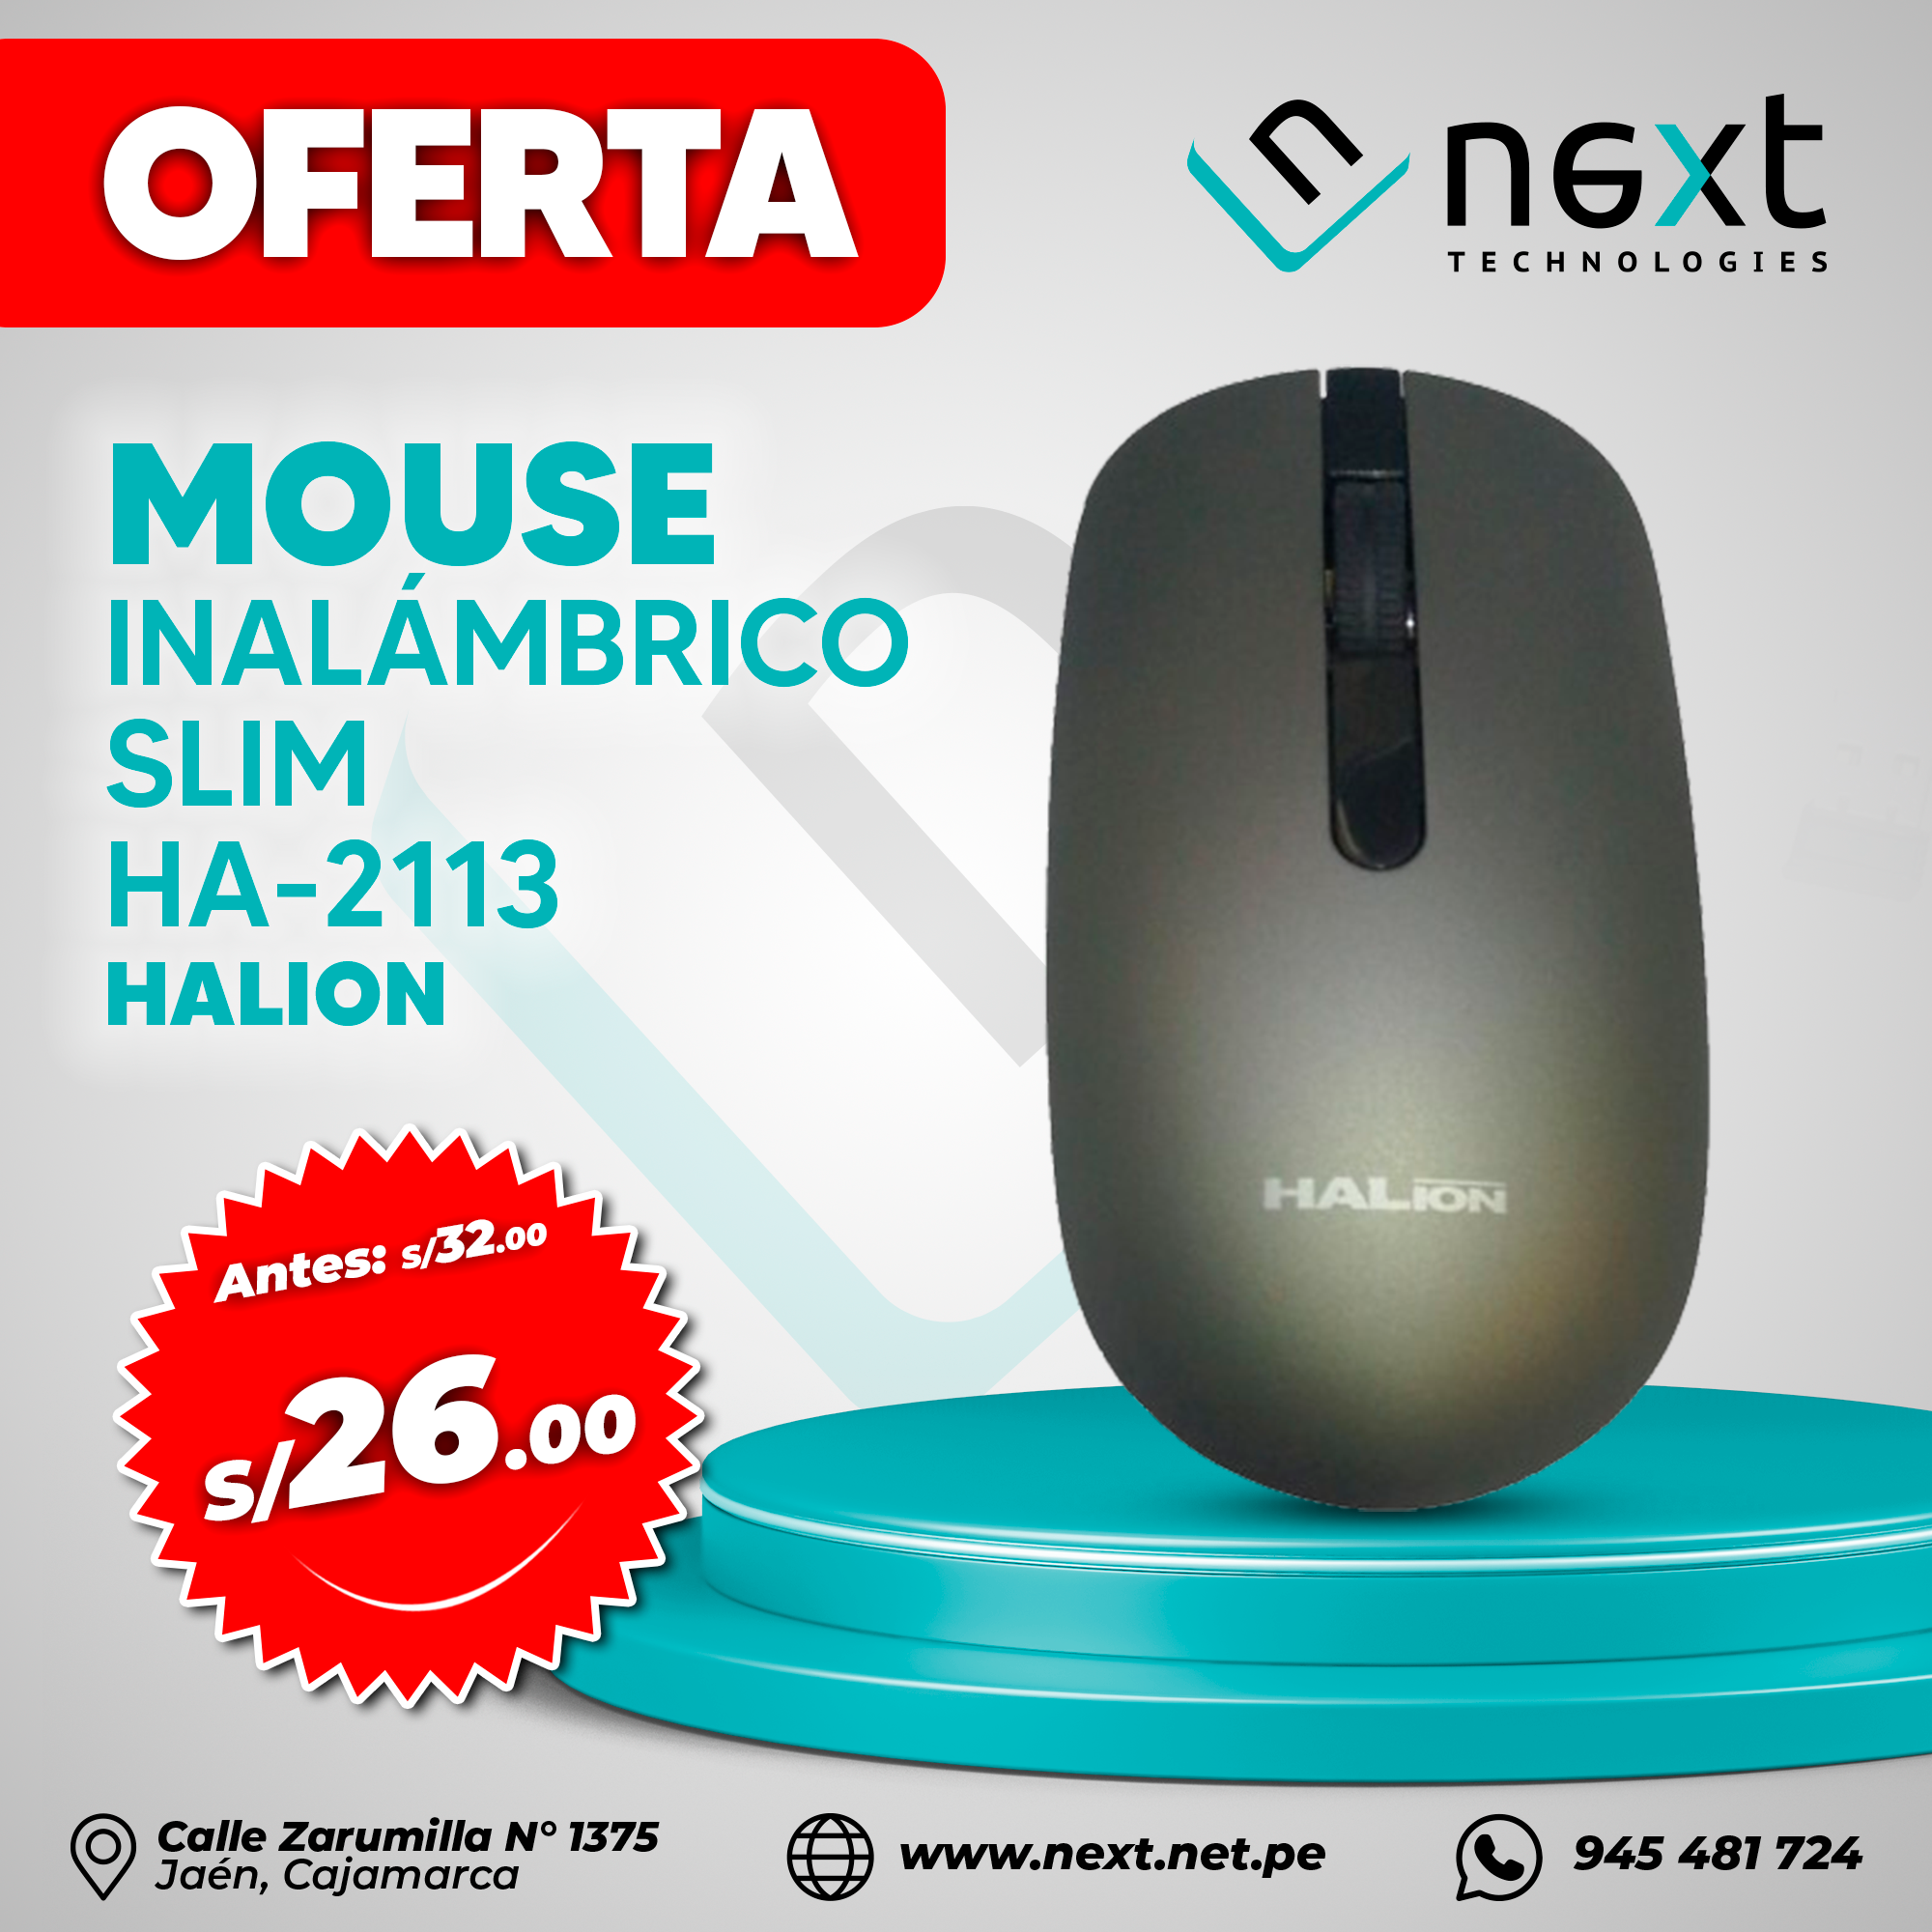 OFERTA
next
TECHNOLOGIES
MOUSE
INALÁMBRICO
SLIM
HA-2113
HALION
HALION
Antes: s/32.00
s/26.00
Calle Zarumilla N° 1375
Jaén, Cajamarca
www.next.net.pe
945 481 724